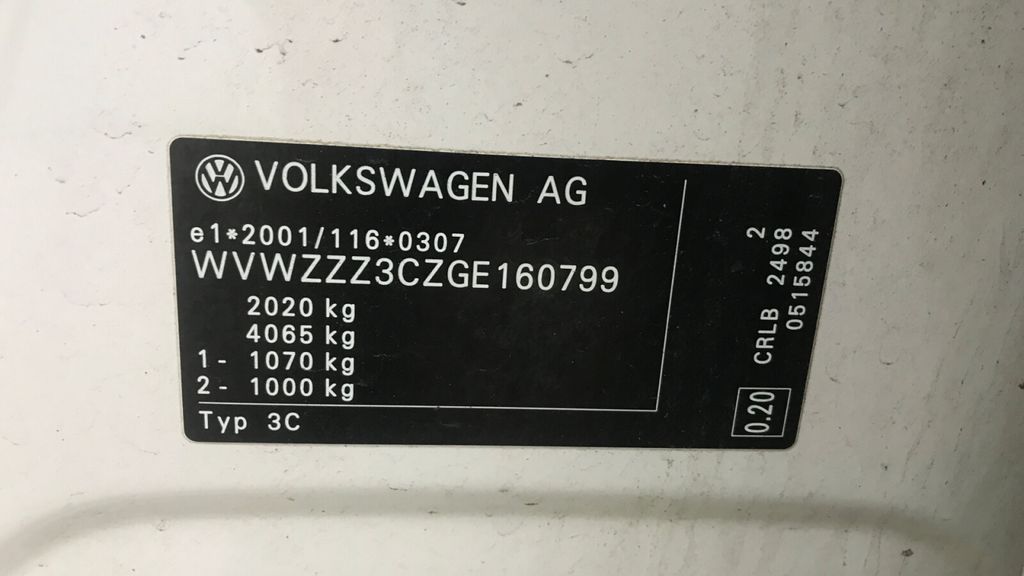 VOLKSWAGEN AG
e1*2001/116*0307
WVWZZZ3CZGE160799
2020 kg
4065 kg
1- 1070 kg
2- 1000 kg
Typ 3C
2
CRLB 2498
0515844
0.20